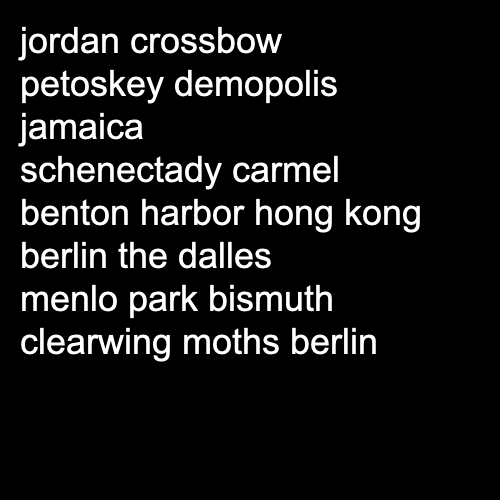 jordan crossbow
petoskey demopolis
jamaica
schenectady carmel
benton harbor hong kong
berlin the dalles
menlo park bismuth
clearwing moths berlin